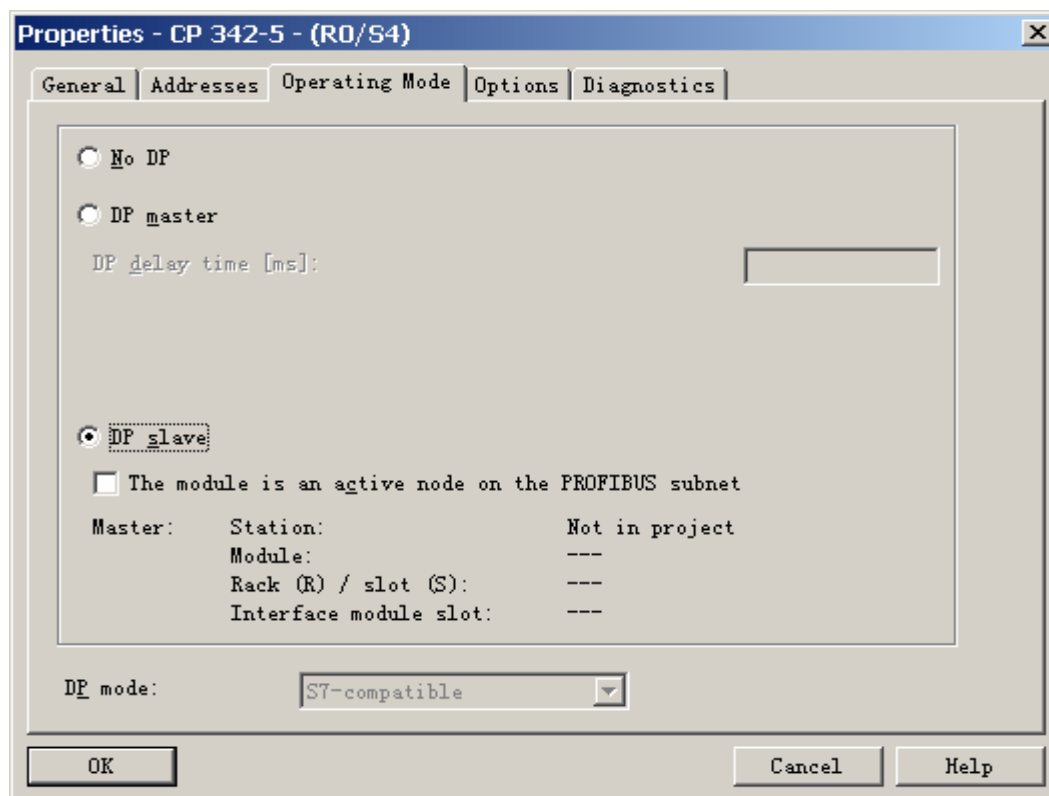 Properties - CP 342-5 - (R0/S4)
General Addresses Operating Mode Options Diagnostics
No DP
DP master
DP delay time [ms]:
DP slave
The module is an active node on the PROFIBUS subnet
Master: Station: Not in project
Module: ---
Rack (R) / slot (S): ---
Interface module slot: ---
DP mode: S7-compatible
OK Cancel Help